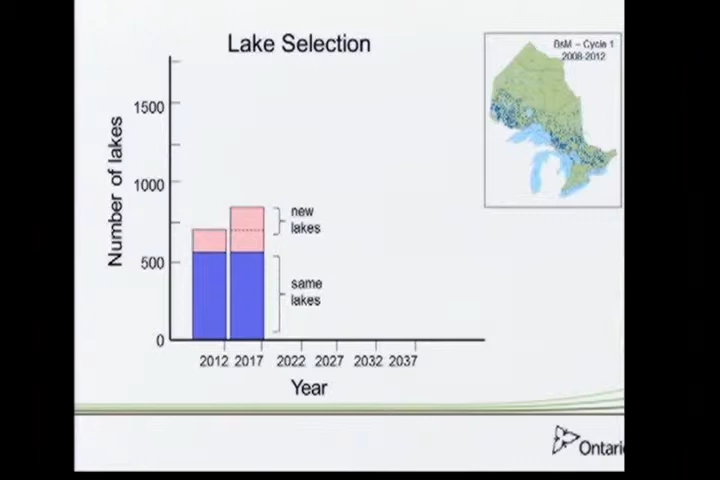 Lake Selection
BsM – Cycle 1
2008-2012
Number of lakes
1500
1000
500
0
new
lakes
same
lakes
2012 2017 2022 2027 2032 2037
Year
Ontario